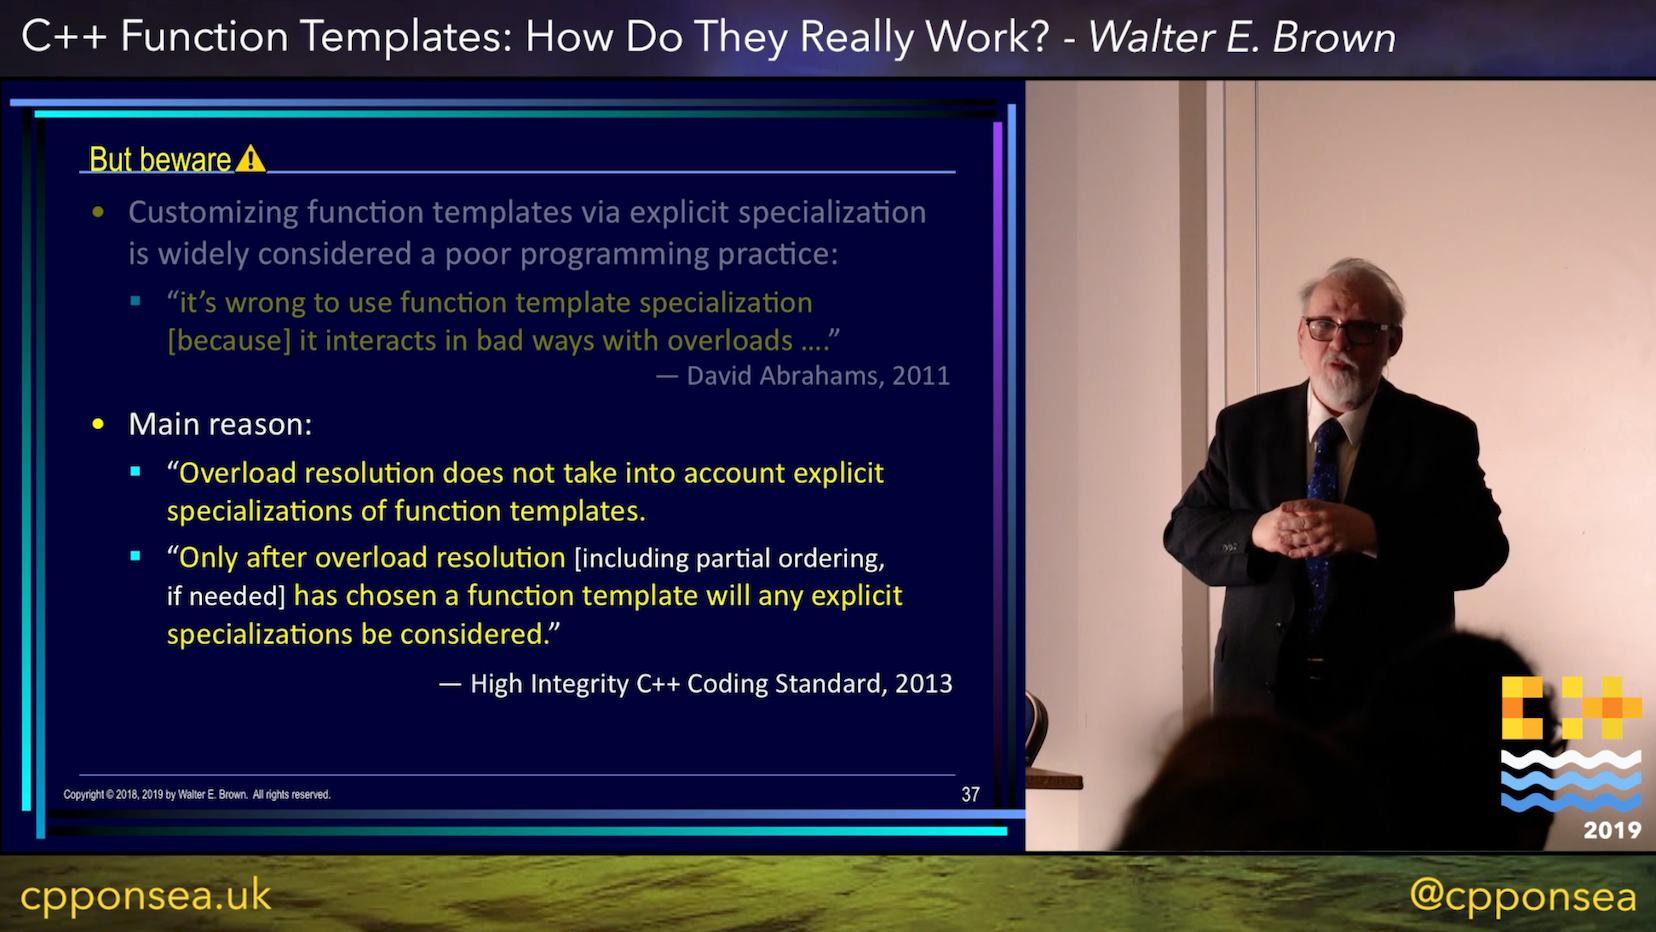 C++ Function Templates: How Do They Really Work? - Walter E. Brown
But beware
• Customizing function templates via explicit specialization
is widely considered a poor programming practice:
▪ “it’s wrong to use function template specialization
[because] it interacts in bad ways with overloads ….”
— David Abrahams, 2011
• Main reason:
▪ “Overload resolution does not take into account explicit
specializations of function templates.
▪ “Only after overload resolution [including partial ordering,
if needed] has chosen a function template will any explicit
specializations be considered.”
— High Integrity C++ Coding Standard, 2013
Copyright © 2018, 2019 by Walter E. Brown. All rights reserved.
37
C++
2019
cpponsea.uk
@cpponsea